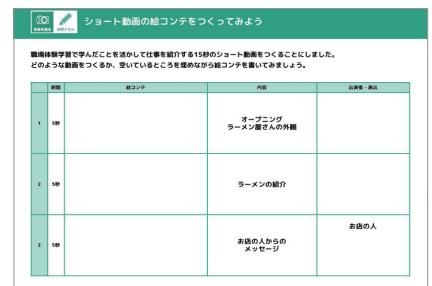 ショート動画の絵コンテをつくってみよう
職場体験学習で学んだことを活かして仕事を紹介する15秒のショート動画をつくることにしました。
どのような動画をつくるか、空いているところを埋めながら絵コンテを書いてみましょう。
時間 絵コンテ 内容 出演者・演出
1 5秒 オープニング
ラーメン屋さんの外観
2 5秒 ラーメンの紹介
3 5秒 お店の人からの
メッセージ
お店の人